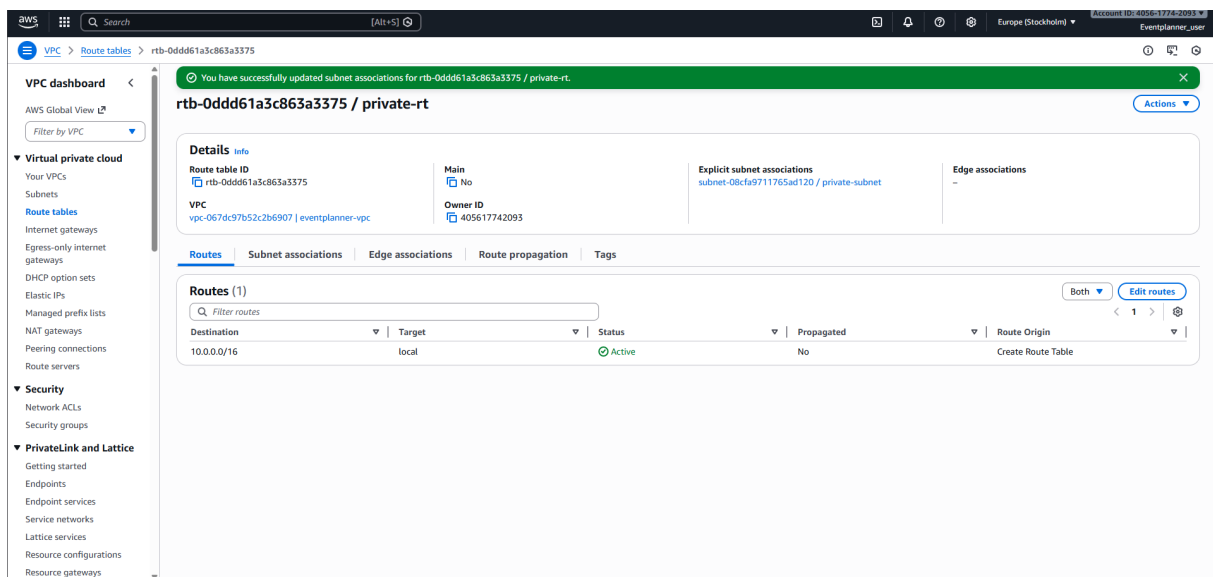 aws
Search
[Alt+S]
Europe (Stockholm) ▼
Account ID: 4056-1774-2093 ▼
Eventplanner_user
VPC > Route tables > rtb-0ddd61a3c863a3375
VPC dashboard
AWS Global View
Filter by VPC
Virtual private cloud
Your VPCs
Subnets
Route tables
Internet gateways
Egress-only internet
gateways
DHCP option sets
Elastic IPs
Managed prefix lists
NAT gateways
Peering connections
Route servers
Security
Network ACLs
Security groups
PrivateLink and Lattice
Getting started
Endpoints
Endpoint services
Service networks
Lattice services
Resource configurations
Resource gateways
You have successfully updated subnet associations for rtb-0ddd61a3c863a3375 / private-rt.
rtb-0ddd61a3c863a3375 / private-rt
Actions ▼
Details Info
Route table ID
rtb-0ddd61a3c863a3375
Main
No
Explicit subnet associations
subnet-08cfa9711765ad120 / private-subnet
Edge associations
–
VPC
vpc-067dc97b52c2b6907 | eventplanner-vpc
Owner ID
405617742093
Routes Subnet associations Edge associations Route propagation Tags
Routes (1)
Both ▼
Edit routes
Filter routes
< 1 >
Destination Target Status Propagated Route Origin
10.0.0.0/16 local Active No Create Route Table